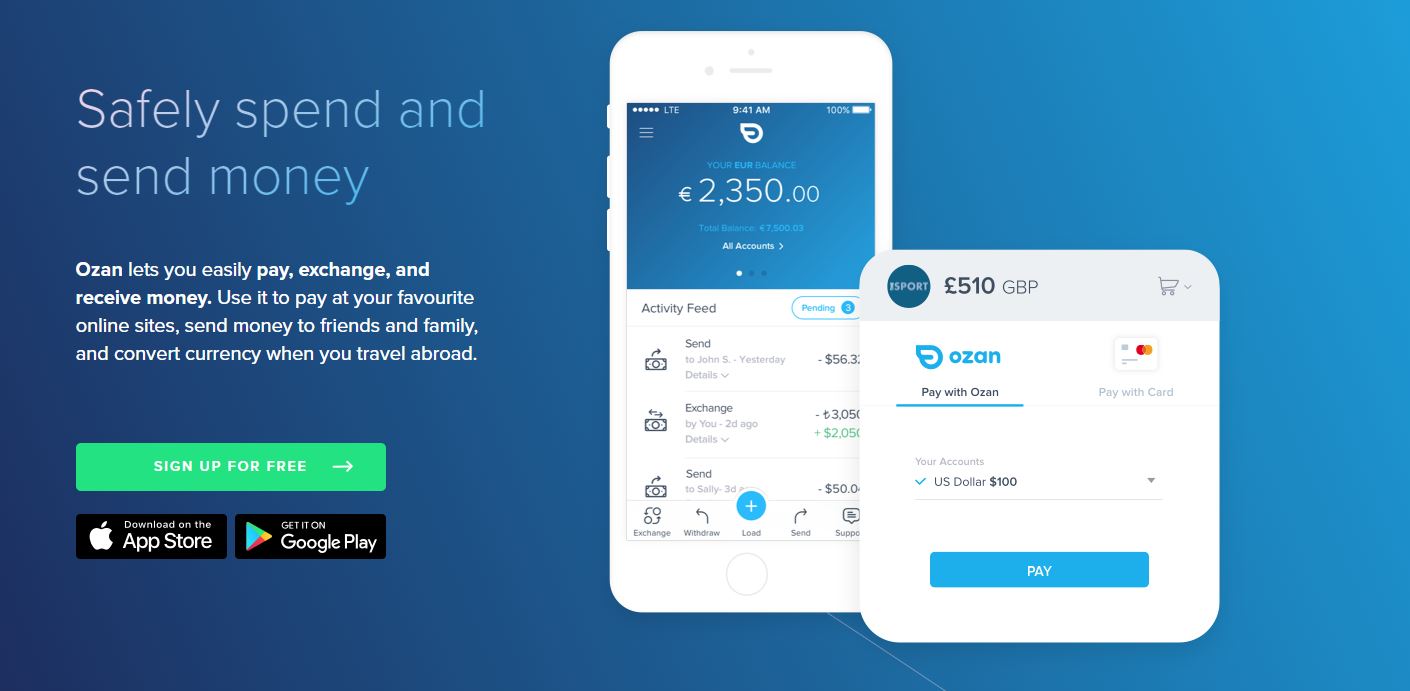 Safely spend and
send money
Ozan lets you easily pay, exchange, and
receive money. Use it to pay at your favourite
online sites, send money to friends and family,
and convert currency when you travel abroad.
SIGN UP FOR FREE
Download on the
App Store
GET IT ON
Google Play
LTE 9:41 AM 100%
YOUR EUR BALANCE
€ 2,350.00
Total Balance: €7,500.03
All Accounts
Activity Feed Pending 3
Send
to John S. - Yesterday - $56.32
Details
Exchange - ₺3,050
by You - 2d ago + $2,050
Details
Send
to Sally- 3d - $50.04
Exchange Withdraw Load Send Suppo
SPORT £510 GBP
ozan
Pay with Ozan Pay with Card
Your Accounts
US Dollar $100
PAY